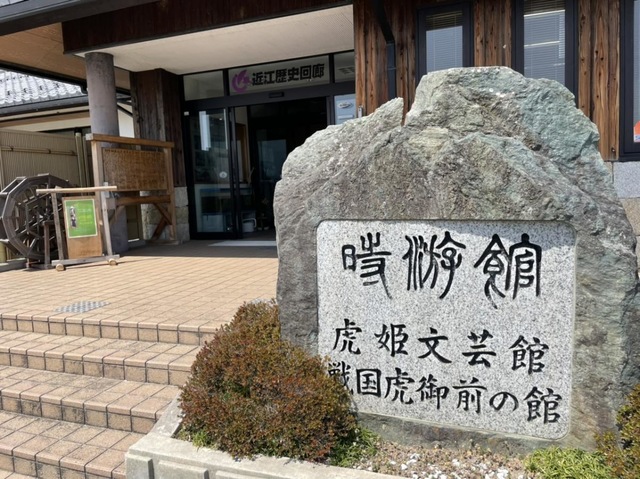 近江歴史回廊
時游館
虎姫文芸館
戦国虎御前の館